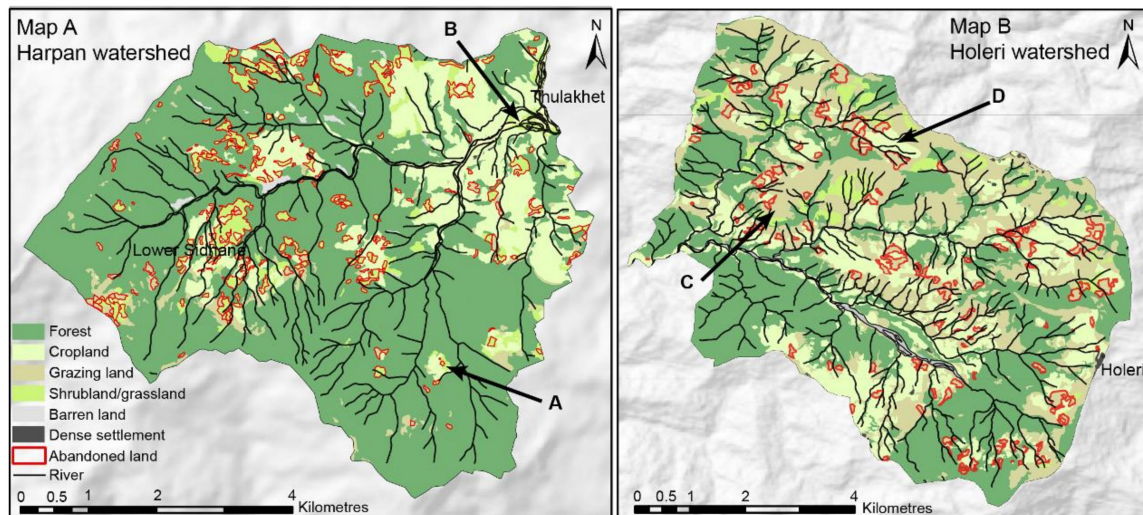 Map A
Harpan watershed
B
N
Thulakhet
Lower Sidhane
A
Forest
Cropland
Grazing land
Shrubland/grassland
Barren land
Dense settlement
Abandoned land
River
0 0.5 1 2 4
Kilometres
Map B
Holeri watershed
N
D
C
Holeri
0 0.5 1 2 4
Kilometres